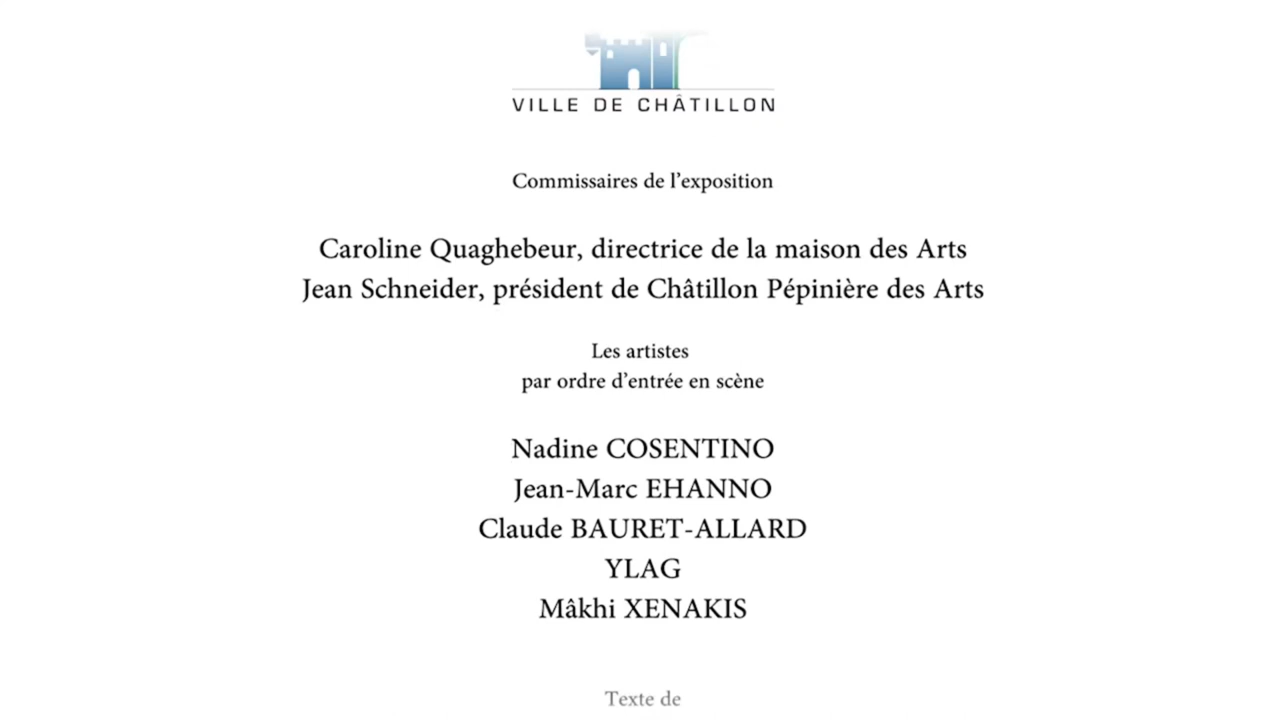 VILLE DE CHÂTILLON
Commissaires de l’exposition
Caroline Quaghebeur, directrice de la maison des Arts
Jean Schneider, président de Châtillon Pépinière des Arts
Les artistes
par ordre d’entrée en scène
Nadine COSENTINO
Jean-Marc EHANNO
Claude BAURET-ALLARD
YLAG
Mâkhi XENAKIS
Texte de